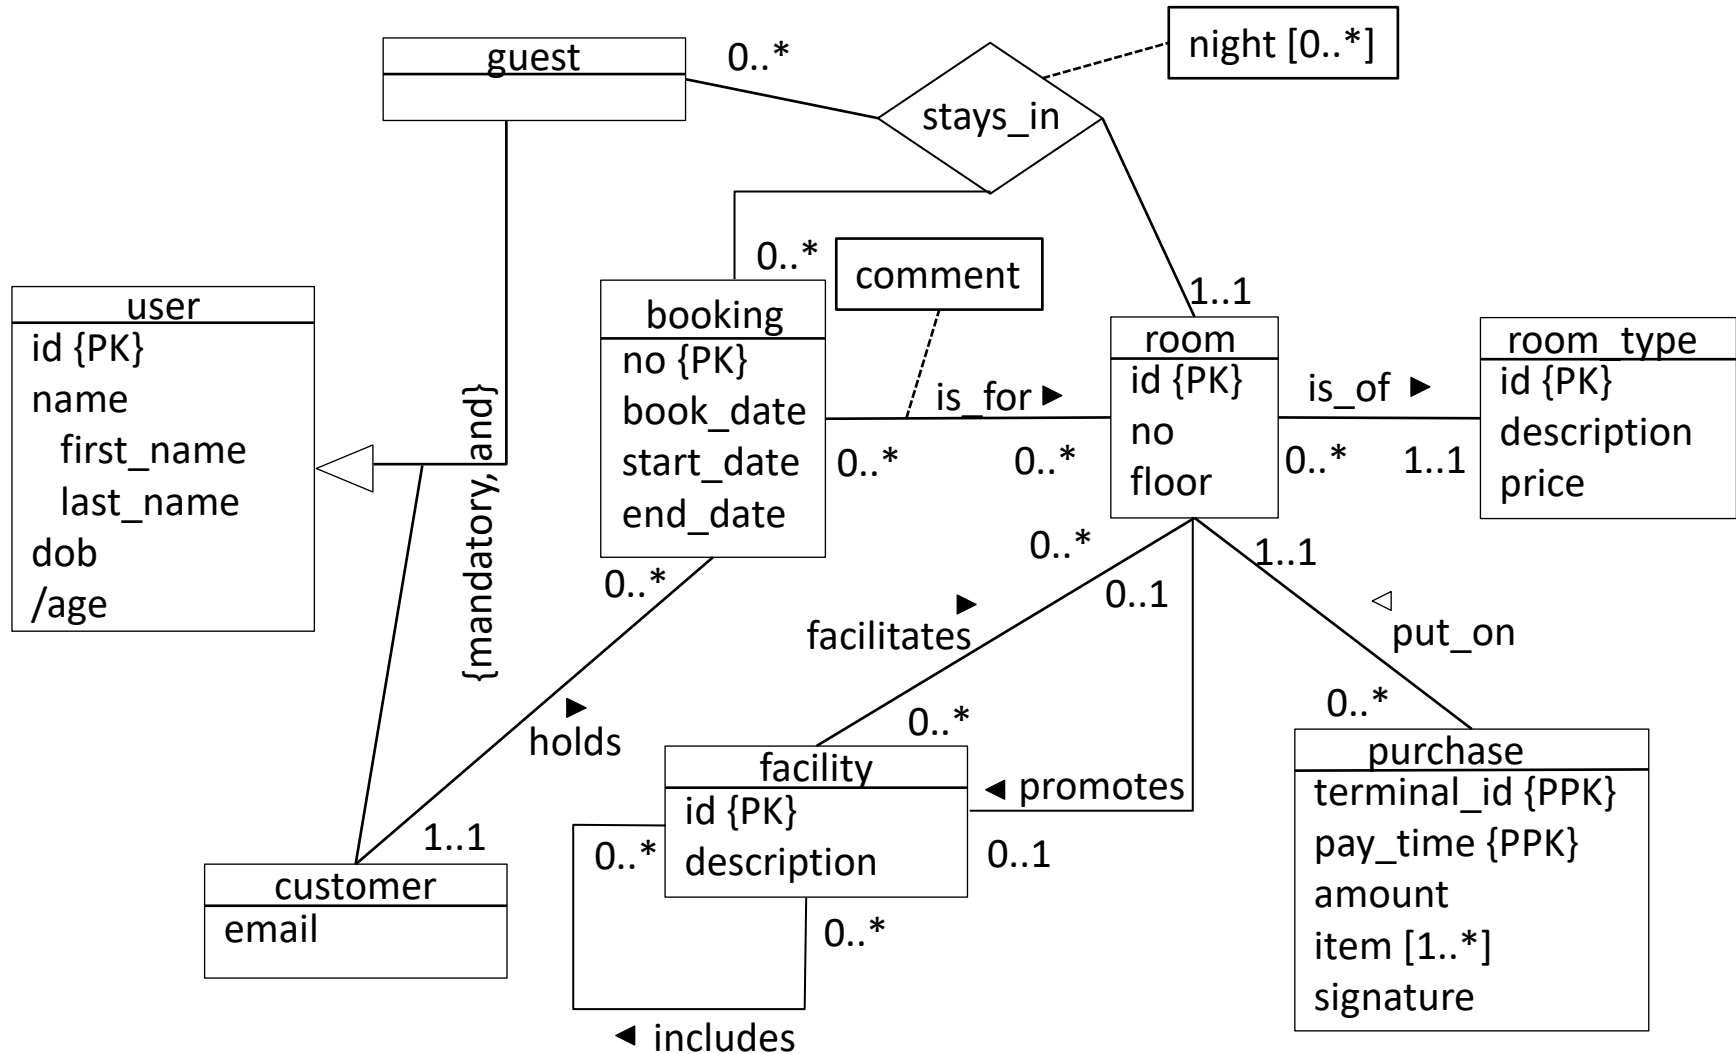 guest
0..*
stays_in
night [0..*]
0..*
1..1
comment
user
id {PK}
name
first_name
last_name
dob
/age
{mandatory, and}
booking
no {PK}
book_date
start_date
end_date
is_for ►
0..*
0..*
room
id {PK}
no
floor
is_of ►
0..*
1..1
room_type
id {PK}
description
price
0..*
►
holds
1..1
customer
email
0..*
►
facilitates
0..*
0..1
◄ promotes
0..1
1..1
◁
put_on
0..*
facility
id {PK}
description
0..*
0..*
◄ includes
purchase
terminal_id {PPK}
pay_time {PPK}
amount
item [1..*]
signature